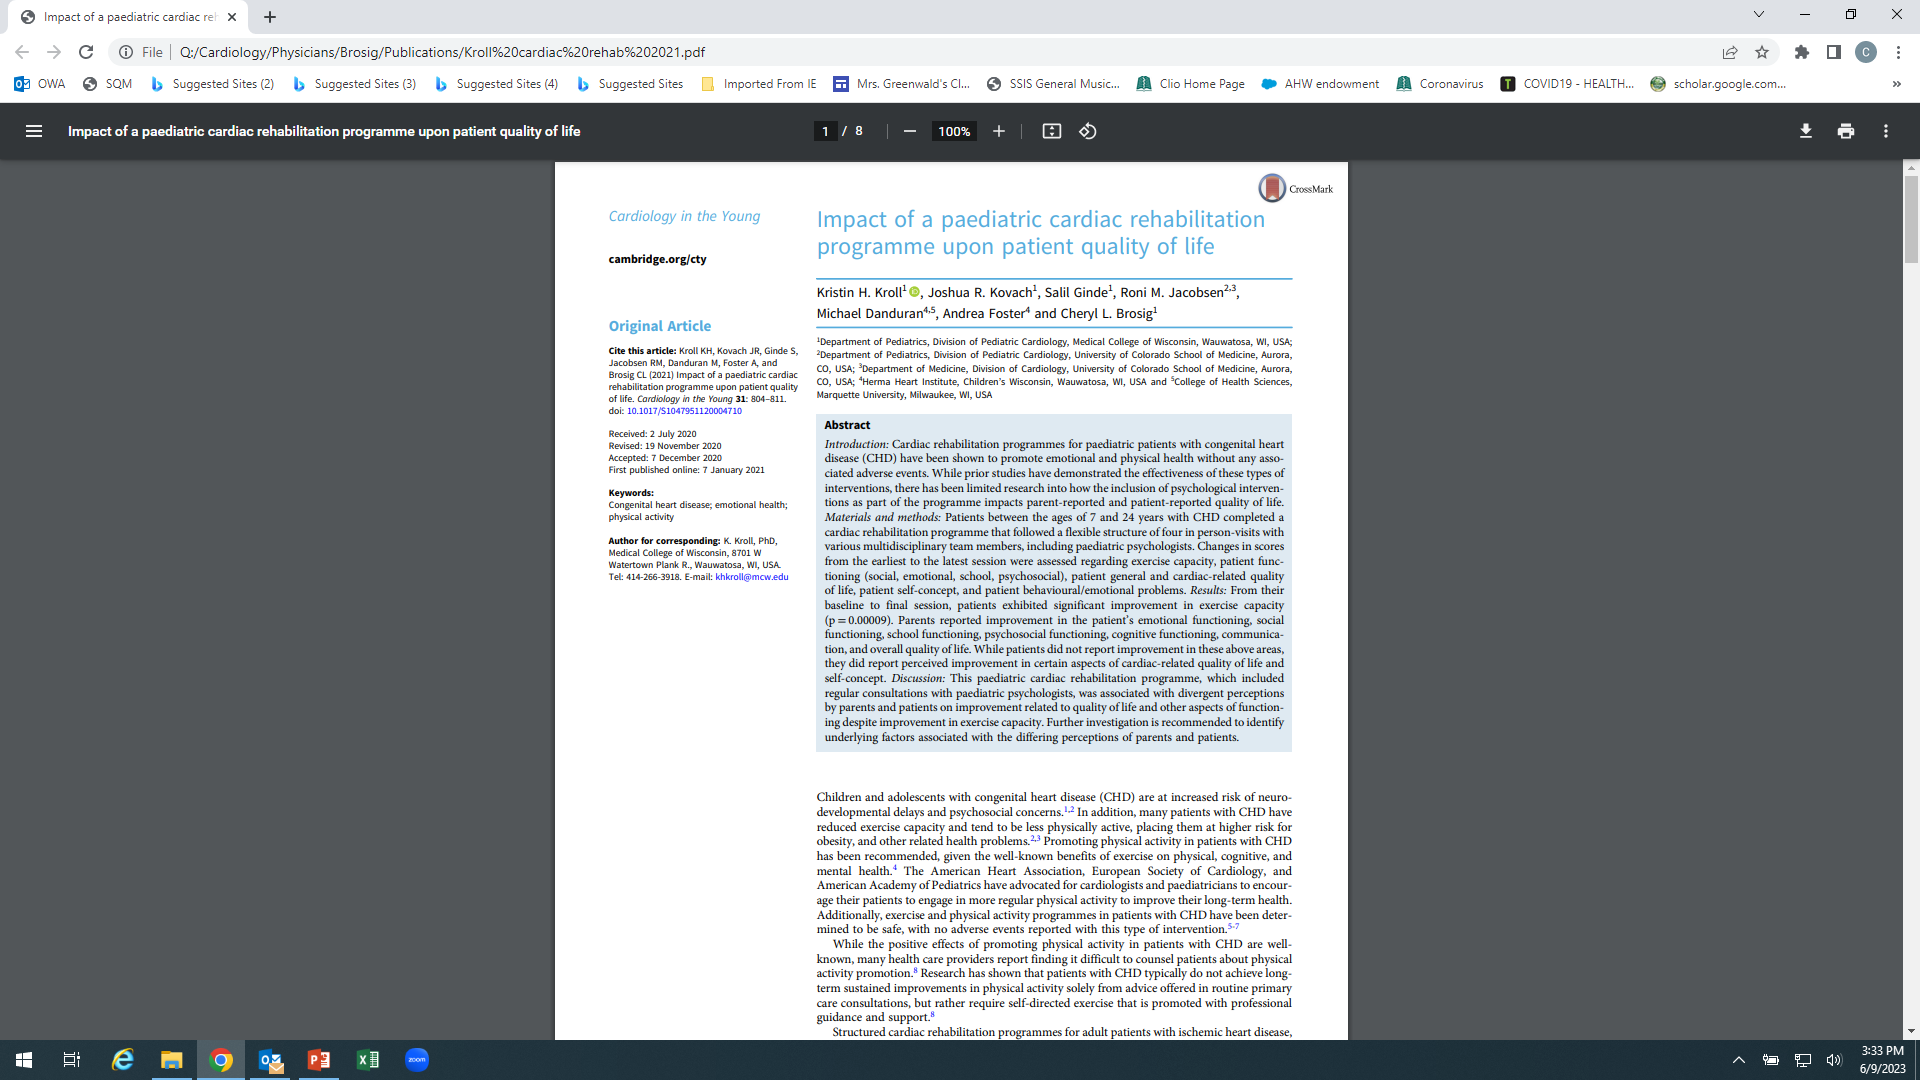 Impact of a paediatric cardiac reh
File
Q:/Cardiology/Physicians/Brosig/Publications/Kroll%20cardiac%20rehab%202021.pdf
C
OWA
SQM
Suggested Sites (2)
Suggested Sites (3)
Suggested Sites (4)
Suggested Sites
Imported From IE
Mrs. Greenwald's Cl...
SSIS General Music...
Clio Home Page
AHW endowment
Coronavirus
COVID19 - HEALTH...
scholar.google.com...
»
Impact of a paediatric cardiac rehabilitation programme upon patient quality of life
1 / 8
100%
CrossMark
Cardiology in the Young
cambridge.org/cty
Original Article
Cite this article: Kroll KH, Kovach JR, Ginde S,
Jacobsen RM, Danduran M, Foster A, and
Brosig CL (2021) Impact of a paediatric cardiac
rehabilitation programme upon patient quality
of life. Cardiology in the Young 31: 804–811.
doi: 10.1017/S1047951120004710
Received: 2 July 2020
Revised: 19 November 2020
Accepted: 7 December 2020
First published online: 7 January 2021
Keywords:
Congenital heart disease; emotional health;
physical activity
Author for corresponding: K. Kroll, PhD,
Medical College of Wisconsin, 8701 W
Watertown Plank R., Wauwatosa, WI, USA.
Tel: 414-266-3918. E-mail: khkroll@mcw.edu
Impact of a paediatric cardiac rehabilitation
programme upon patient quality of life
Kristin H. Kroll1 iD, Joshua R. Kovach1, Salil Ginde1, Roni M. Jacobsen2,3,
Michael Danduran4,5, Andrea Foster4 and Cheryl L. Brosig1
1Department of Pediatrics, Division of Pediatric Cardiology, Medical College of Wisconsin, Wauwatosa, WI, USA;
2Department of Pediatrics, Division of Pediatric Cardiology, University of Colorado School of Medicine, Aurora,
CO, USA; 3Department of Medicine, Division of Cardiology, University of Colorado School of Medicine, Aurora,
CO, USA; 4Herma Heart Institute, Children's Wisconsin, Wauwatosa, WI, USA and 5College of Health Sciences,
Marquette University, Milwaukee, WI, USA
Abstract
Introduction: Cardiac rehabilitation programmes for paediatric patients with congenital heart
disease (CHD) have been shown to promote emotional and physical health without any asso-
ciated adverse events. While prior studies have demonstrated the effectiveness of these types of
interventions, there has been limited research into how the inclusion of psychological interven-
tions as part of the programme impacts parent-reported and patient-reported quality of life.
Materials and methods: Patients between the ages of 7 and 24 years with CHD completed a
cardiac rehabilitation programme that followed a flexible structure of four in person-visits with
various multidisciplinary team members, including paediatric psychologists. Changes in scores
from the earliest to the latest session were assessed regarding exercise capacity, patient func-
tioning (social, emotional, school, psychosocial), patient general and cardiac-related quality
of life, patient self-concept, and patient behavioural/emotional problems. Results: From their
baseline to final session, patients exhibited significant improvement in exercise capacity
(p = 0.00009). Parents reported improvement in the patient's emotional functioning, social
functioning, school functioning, psychosocial functioning, cognitive functioning, communica-
tion, and overall quality of life. While patients did not report improvement in these above areas,
they did report perceived improvement in certain aspects of cardiac-related quality of life and
self-concept. Discussion: This paediatric cardiac rehabilitation programme, which included
regular consultations with paediatric psychologists, was associated with divergent perceptions
by parents and patients on improvement related to quality of life and other aspects of function-
ing despite improvement in exercise capacity. Further investigation is recommended to identify
underlying factors associated with the differing perceptions of parents and patients.
Children and adolescents with congenital heart disease (CHD) are at increased risk of neuro-
developmental delays and psychosocial concerns.1,2 In addition, many patients with CHD have
reduced exercise capacity and tend to be less physically active, placing them at higher risk for
obesity, and other related health problems.2,3 Promoting physical activity in patients with CHD
has been recommended, given the well-known benefits of exercise on physical, cognitive, and
mental health.4 The American Heart Association, European Society of Cardiology, and
American Academy of Pediatrics have advocated for cardiologists and paediatricians to encour-
age their patients to engage in more regular physical activity to improve their long-term health.
Additionally, exercise and physical activity programmes in patients with CHD have been deter-
mined to be safe, with no adverse events reported with this type of intervention.5-7
While the positive effects of promoting physical activity in patients with CHD are well-
known, many health care providers report finding it difficult to counsel patients about physical
activity promotion.8 Research has shown that patients with CHD typically do not achieve long-
term sustained improvements in physical activity solely from advice offered in routine primary
care consultations, but rather require self-directed exercise that is promoted with professional
guidance and support.8
Structured cardiac rehabilitation programmes for adult patients with ischemic heart disease,
zoom
3:33 PM
6/9/2023